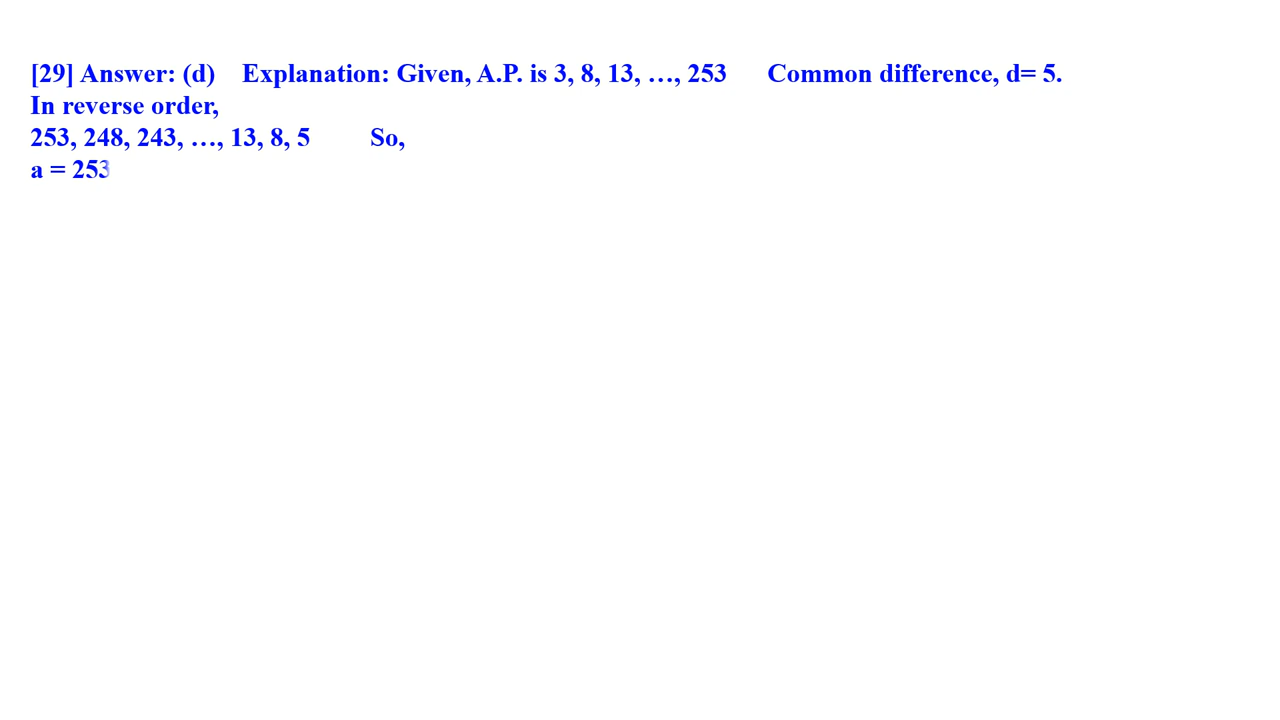 [29] Answer: (d) Explanation: Given, A.P. is 3, 8, 13, …, 253 Common difference, d= 5.
In reverse order,
253, 248, 243, …, 13, 8, 5 So,
a = 253